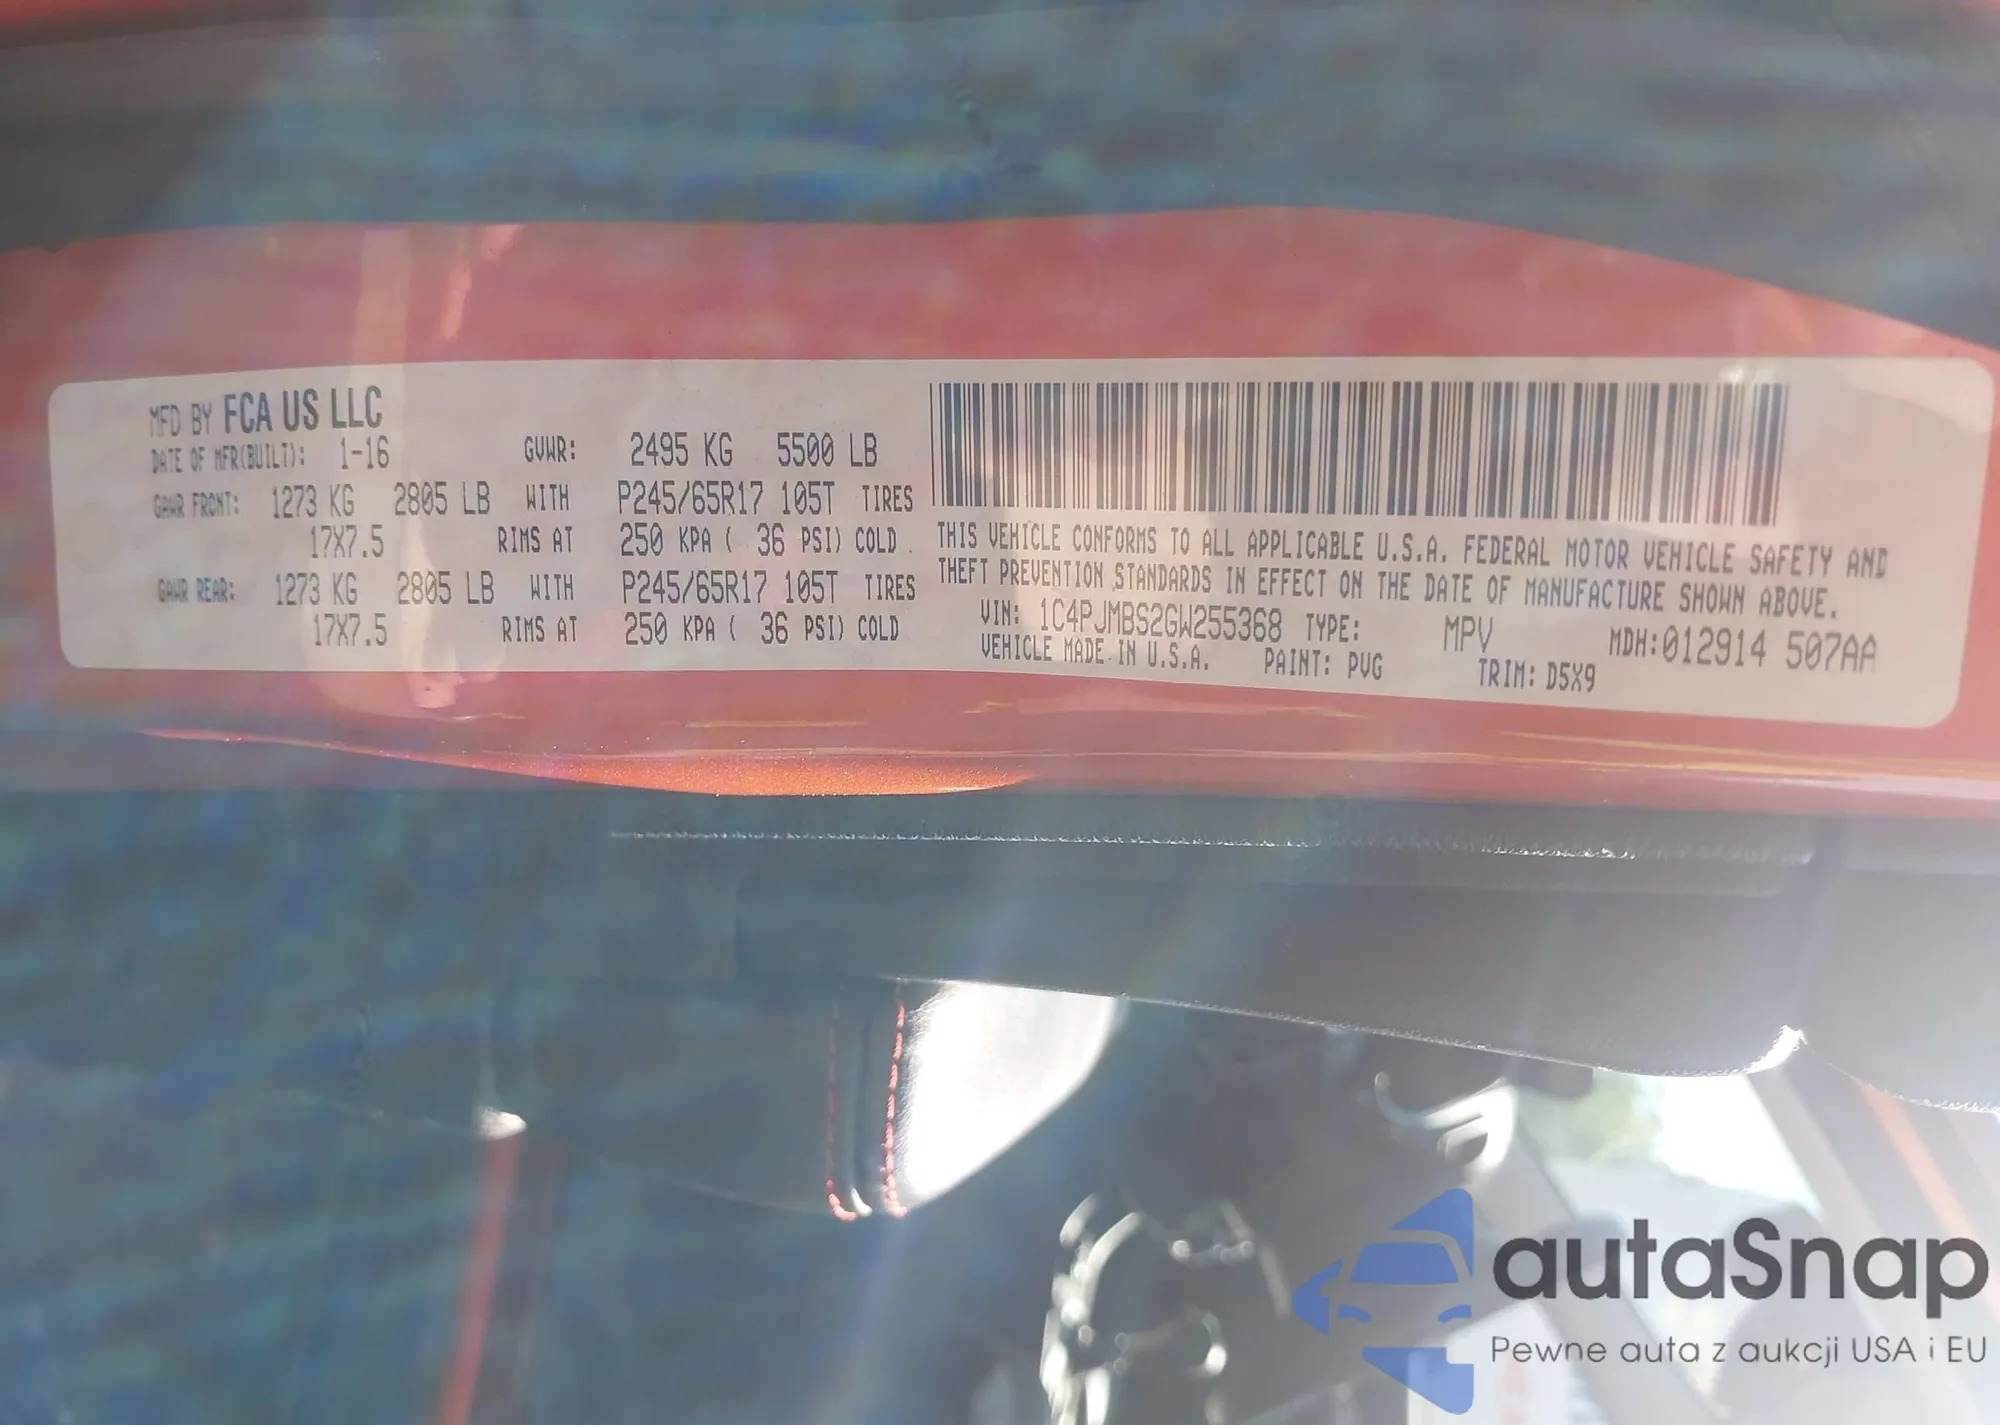 MFD BY FCA US LLC
DATE OF MFR(BUILT): 1-16 GVWR: 2495 KG 5500 LB
GAWR FRONT: 1273 KG 2805 LB WITH P245/65R17 105T TIRES
17X7.5 RIMS AT 250 KPA ( 36 PSI) COLD
GAWR REAR: 1273 KG 2805 LB WITH P245/65R17 105T TIRES
17X7.5 RIMS AT 250 KPA ( 36 PSI) COLD
THIS VEHICLE CONFORMS TO ALL APPLICABLE U.S.A. FEDERAL MOTOR VEHICLE SAFETY AND
THEFT PREVENTION STANDARDS IN EFFECT ON THE DATE OF MANUFACTURE SHOWN ABOVE.
VIN: 1C4PJMBS2GW255368 TYPE: MPV MDH:012914 507AA
VEHICLE MADE IN U.S.A. PAINT: PVG TRIM: D5X9
autaSnap
Pewne auta z aukcji USA i EU